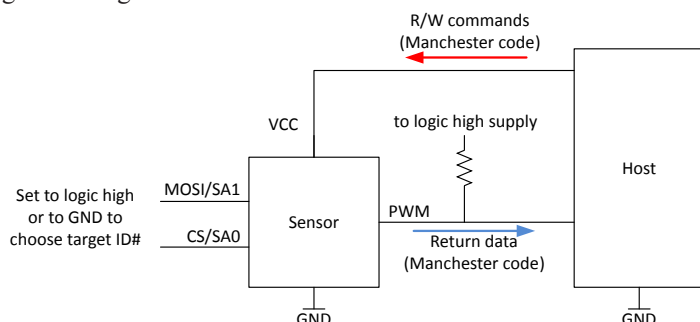 R/W commands
(Manchester code)
VCC
to logic high supply
Host
Set to logic high
or to GND to
choose target ID#
MOSI/SA1
CS/SA0
Sensor
PWM
Return data
(Manchester code)
GND
GND